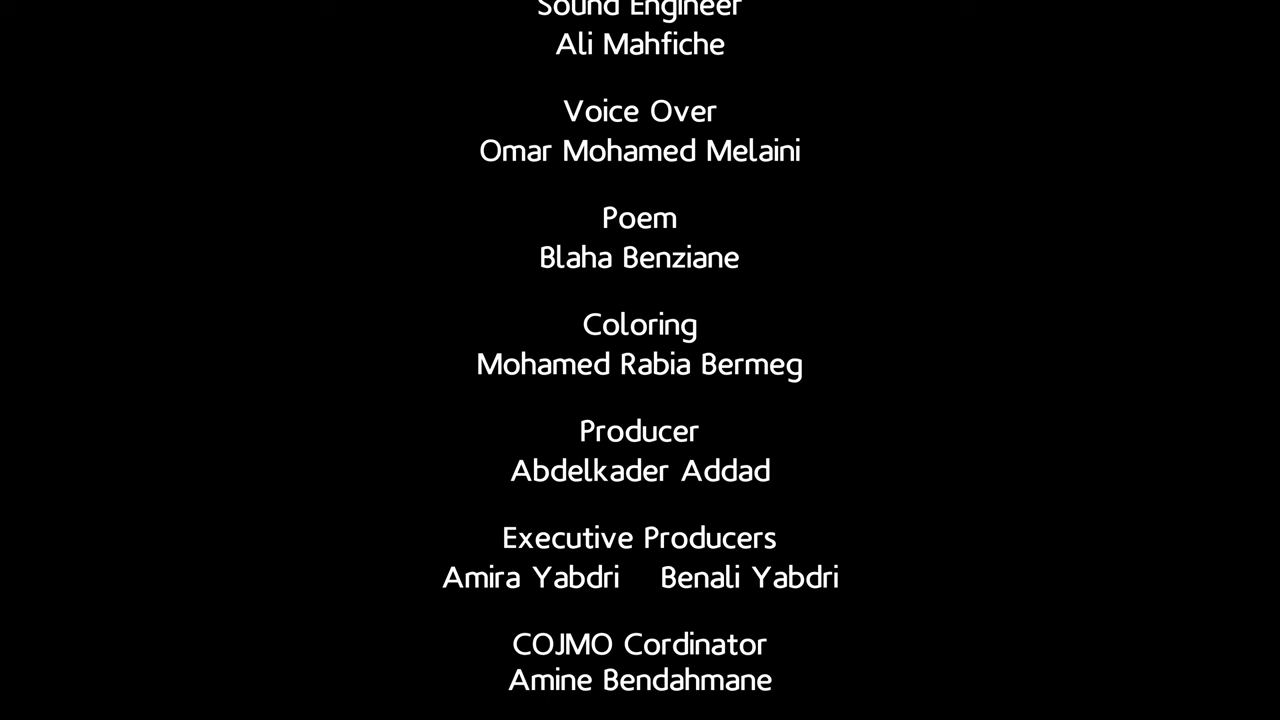 Sound Engineer
Ali Mahfiche
Voice Over
Omar Mohamed Melaini
Poem
Blaha Benziane
Coloring
Mohamed Rabia Bermeg
Producer
Abdelkader Addad
Executive Producers
Amira Yabdri Benali Yabdri
COJMO Cordinator
Amine Bendahmane